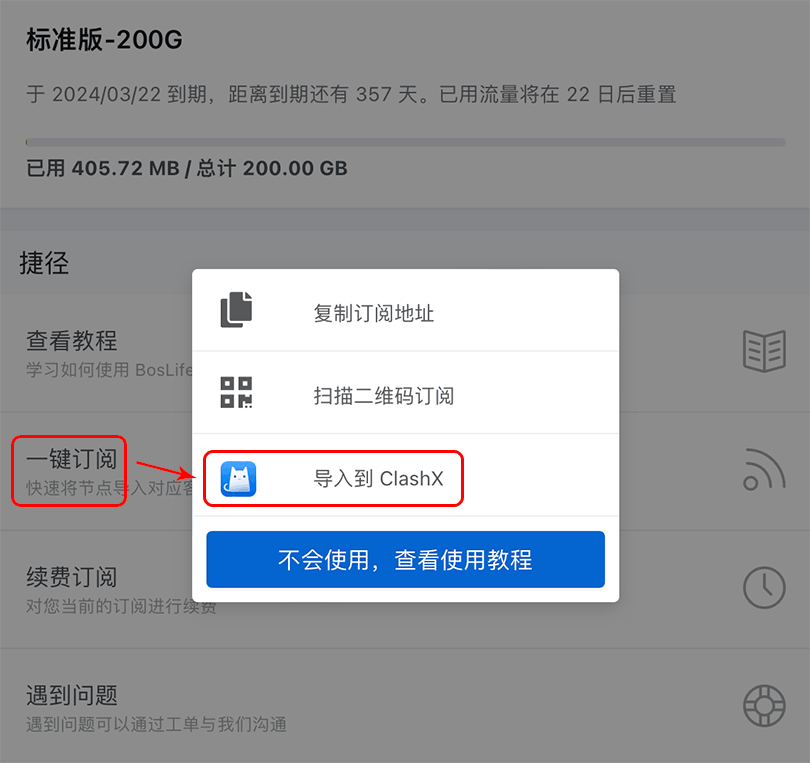 标准版-200G
于 2024/03/22 到期，距离到期还有 357 天。已用流量将在 22 日后重置
已用 405.72 MB / 总计 200.00 GB
捷径
查看教程
学习如何使用 BosLife
一键订阅
快速将节点导入对应客
续费订阅
对您当前的订阅进行续费
遇到问题
遇到问题可以通过工单与我们沟通
复制订阅地址
扫描二维码订阅
导入到 ClashX
不会使用，查看使用教程